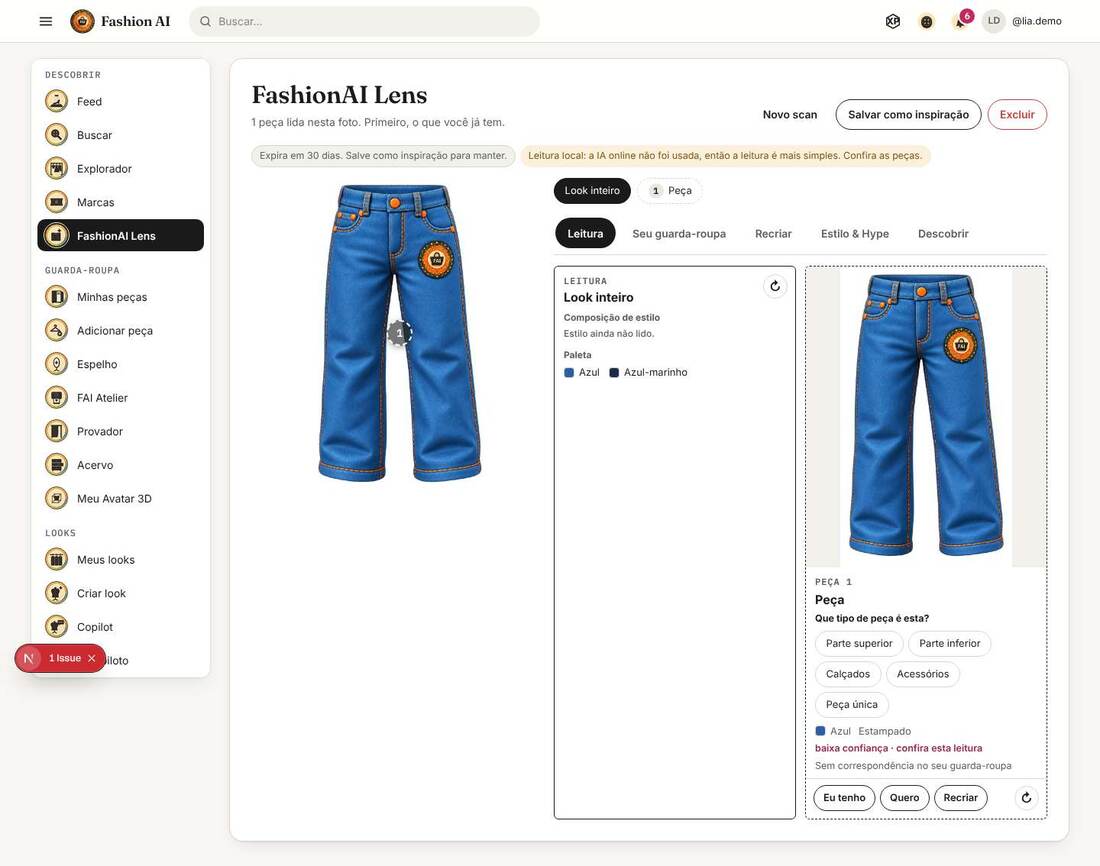 Fashion AI
Buscar...
XP
6
LD
@lia.demo
DESCOBRIR
Feed
Buscar
Explorador
Marcas
FashionAI Lens
GUARDA-ROUPA
Minhas peças
Adicionar peça
Espelho
FAI Atelier
Provador
Acervo
Meu Avatar 3D
LOOKS
Meus looks
Criar look
Copilot
N 1 Issue
iloto
FashionAI Lens
1 peça lida nesta foto. Primeiro, o que você já tem.
Novo scan
Salvar como inspiração
Excluir
Expira em 30 dias. Salve como inspiração para manter.
Leitura local: a IA online não foi usada, então a leitura é mais simples. Confira as peças.
FAI
1
Look inteiro
1 Peça
Leitura
Seu guarda-roupa
Recriar
Estilo & Hype
Descobrir
LEITURA
Look inteiro
Composição de estilo
Estilo ainda não lido.
Paleta
Azul
Azul-marinho
FAI
PEÇA 1
Peça
Que tipo de peça é esta?
Parte superior
Parte inferior
Calçados
Acessórios
Peça única
Azul Estampado
baixa confiança · confira esta leitura
Sem correspondência no seu guarda-roupa
Eu tenho
Quero
Recriar